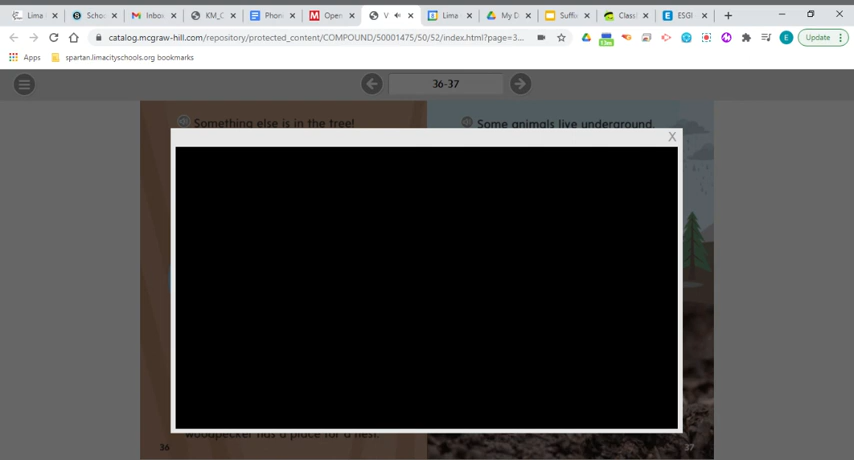 Lima
Schoo
Inbox
KM_C
Phon
Open
V
Lima
My D
Suffix
Class
ESGI
catalog.mcgraw-hill.com/repository/protected_content/COMPOUND/50001475/50/52/index.html?page=3...
E
Update
Apps
spartan.limacityschools.org bookmarks
36-37
Something else is in the tree!
Some animals live underground.
X
woodpecker has a place for a nest.
36
37